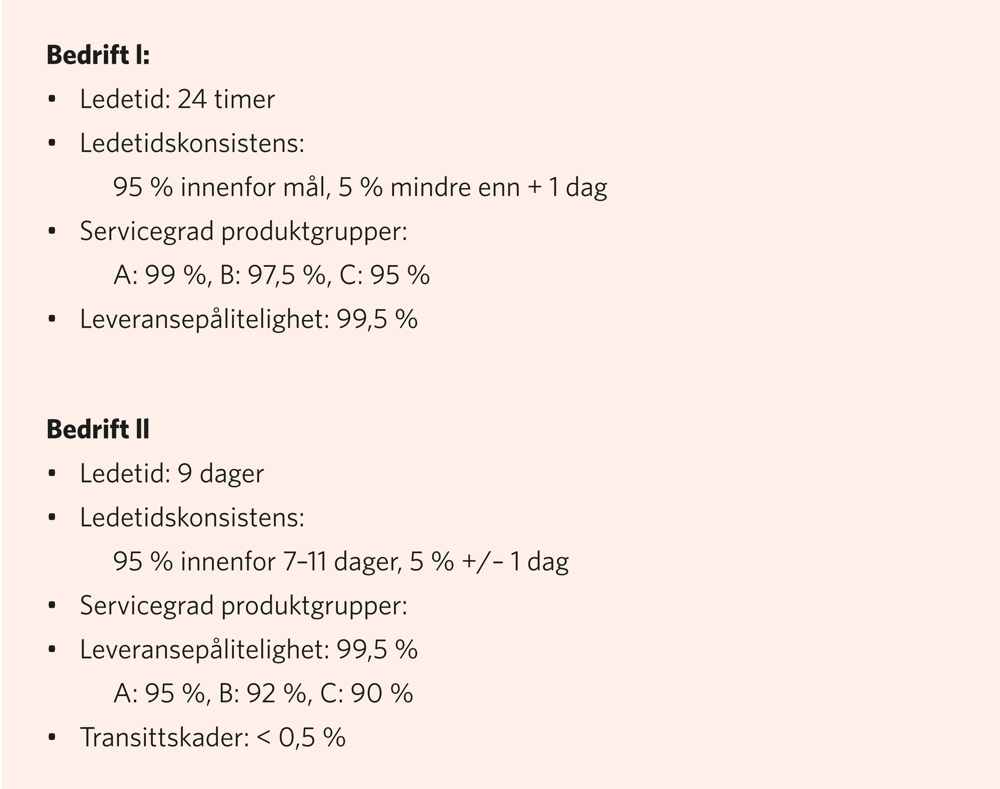 Bedrift I:
• Ledetid: 24 timer
• Ledetidskonsistens:
95 % innenfor mål, 5 % mindre enn + 1 dag
• Servicegrad produktgrupper:
A: 99 %, B: 97,5 %, C: 95 %
• Leveransepålitelighet: 99,5 %
Bedrift II
• Ledetid: 9 dager
• Ledetidskonsistens:
95 % innenfor 7–11 dager, 5 % +/– 1 dag
• Servicegrad produktgrupper:
• Leveransepålitelighet: 99,5 %
A: 95 %, B: 92 %, C: 90 %
• Transittskader: < 0,5 %